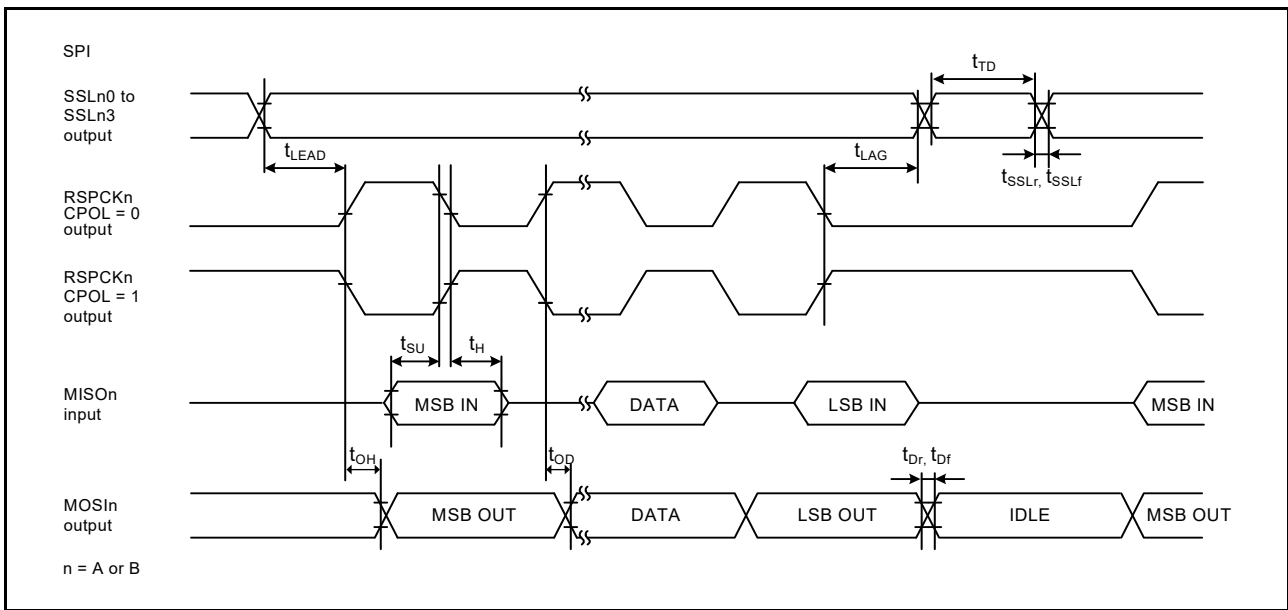 SPI
SSLn0 to
SSLn3
output
tTD
tLEAD
tLAG
tSSLr, tSSLf
RSPCKn
CPOL = 0
output
RSPCKn
CPOL = 1
output
tSU
tH
MISOn
input
MSB IN
DATA
LSB IN
MSB IN
tOH
tOD
tDr, tDf
MOSIn
output
MSB OUT
DATA
LSB OUT
IDLE
MSB OUT
n = A or B